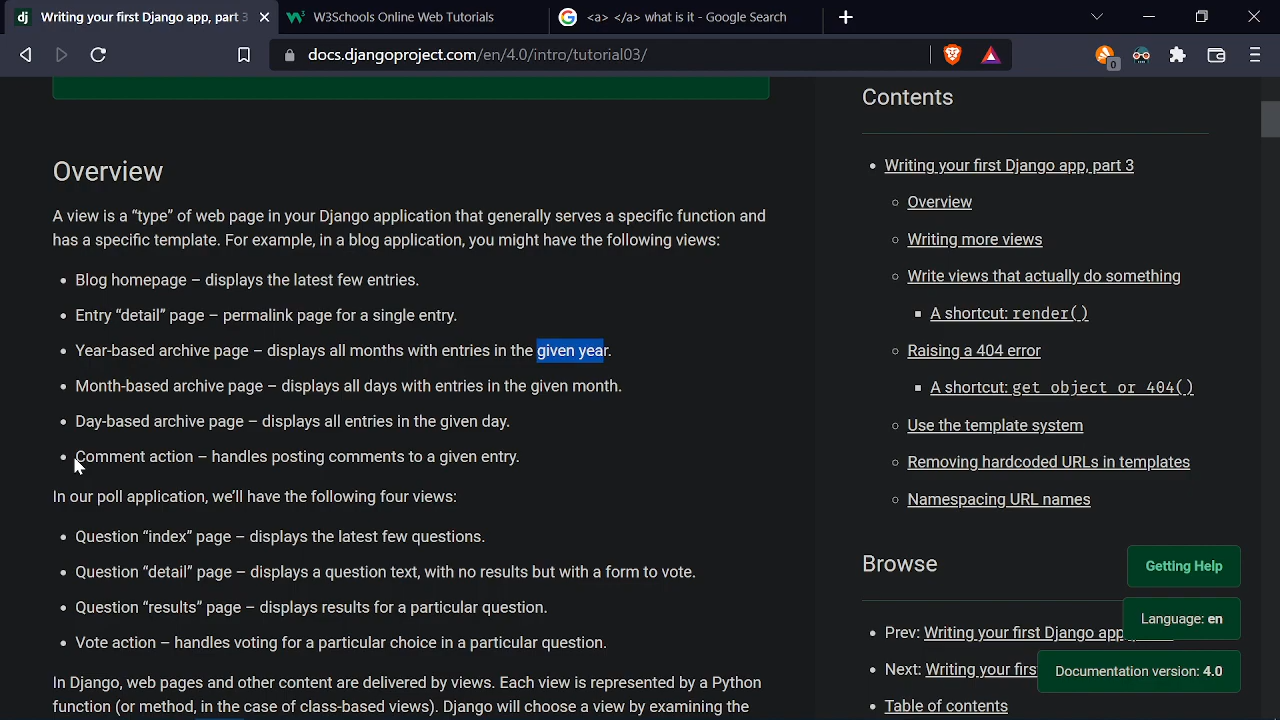 Writing your first Django app, part 3
W3Schools Online Web Tutorials
<a> </a> what is it - Google Search
docs.djangoproject.com/en/4.0/intro/tutorial03/
0
Overview
A view is a “type” of web page in your Django application that generally serves a specific function and
has a specific template. For example, in a blog application, you might have the following views:
• Blog homepage – displays the latest few entries.
• Entry “detail” page – permalink page for a single entry.
• Year-based archive page – displays all months with entries in the given year.
• Month-based archive page – displays all days with entries in the given month.
• Day-based archive page – displays all entries in the given day.
• Comment action – handles posting comments to a given entry.
In our poll application, we’ll have the following four views:
• Question “index” page – displays the latest few questions.
• Question “detail” page – displays a question text, with no results but with a form to vote.
• Question “results” page – displays results for a particular question.
• Vote action – handles voting for a particular choice in a particular question.
In Django, web pages and other content are delivered by views. Each view is represented by a Python
function (or method, in the case of class-based views). Django will choose a view by examining the
Contents
• Writing your first Django app, part 3
◦ Overview
◦ Writing more views
◦ Write views that actually do something
▪ A shortcut: render()
◦ Raising a 404 error
▪ A shortcut: get_object_or_404()
◦ Use the template system
◦ Removing hardcoded URLs in templates
◦ Namespacing URL names
Browse
• Prev: Writing your first Django app
• Next: Writing your firs
• Table of contents
Getting Help
Language: en
Documentation version: 4.0